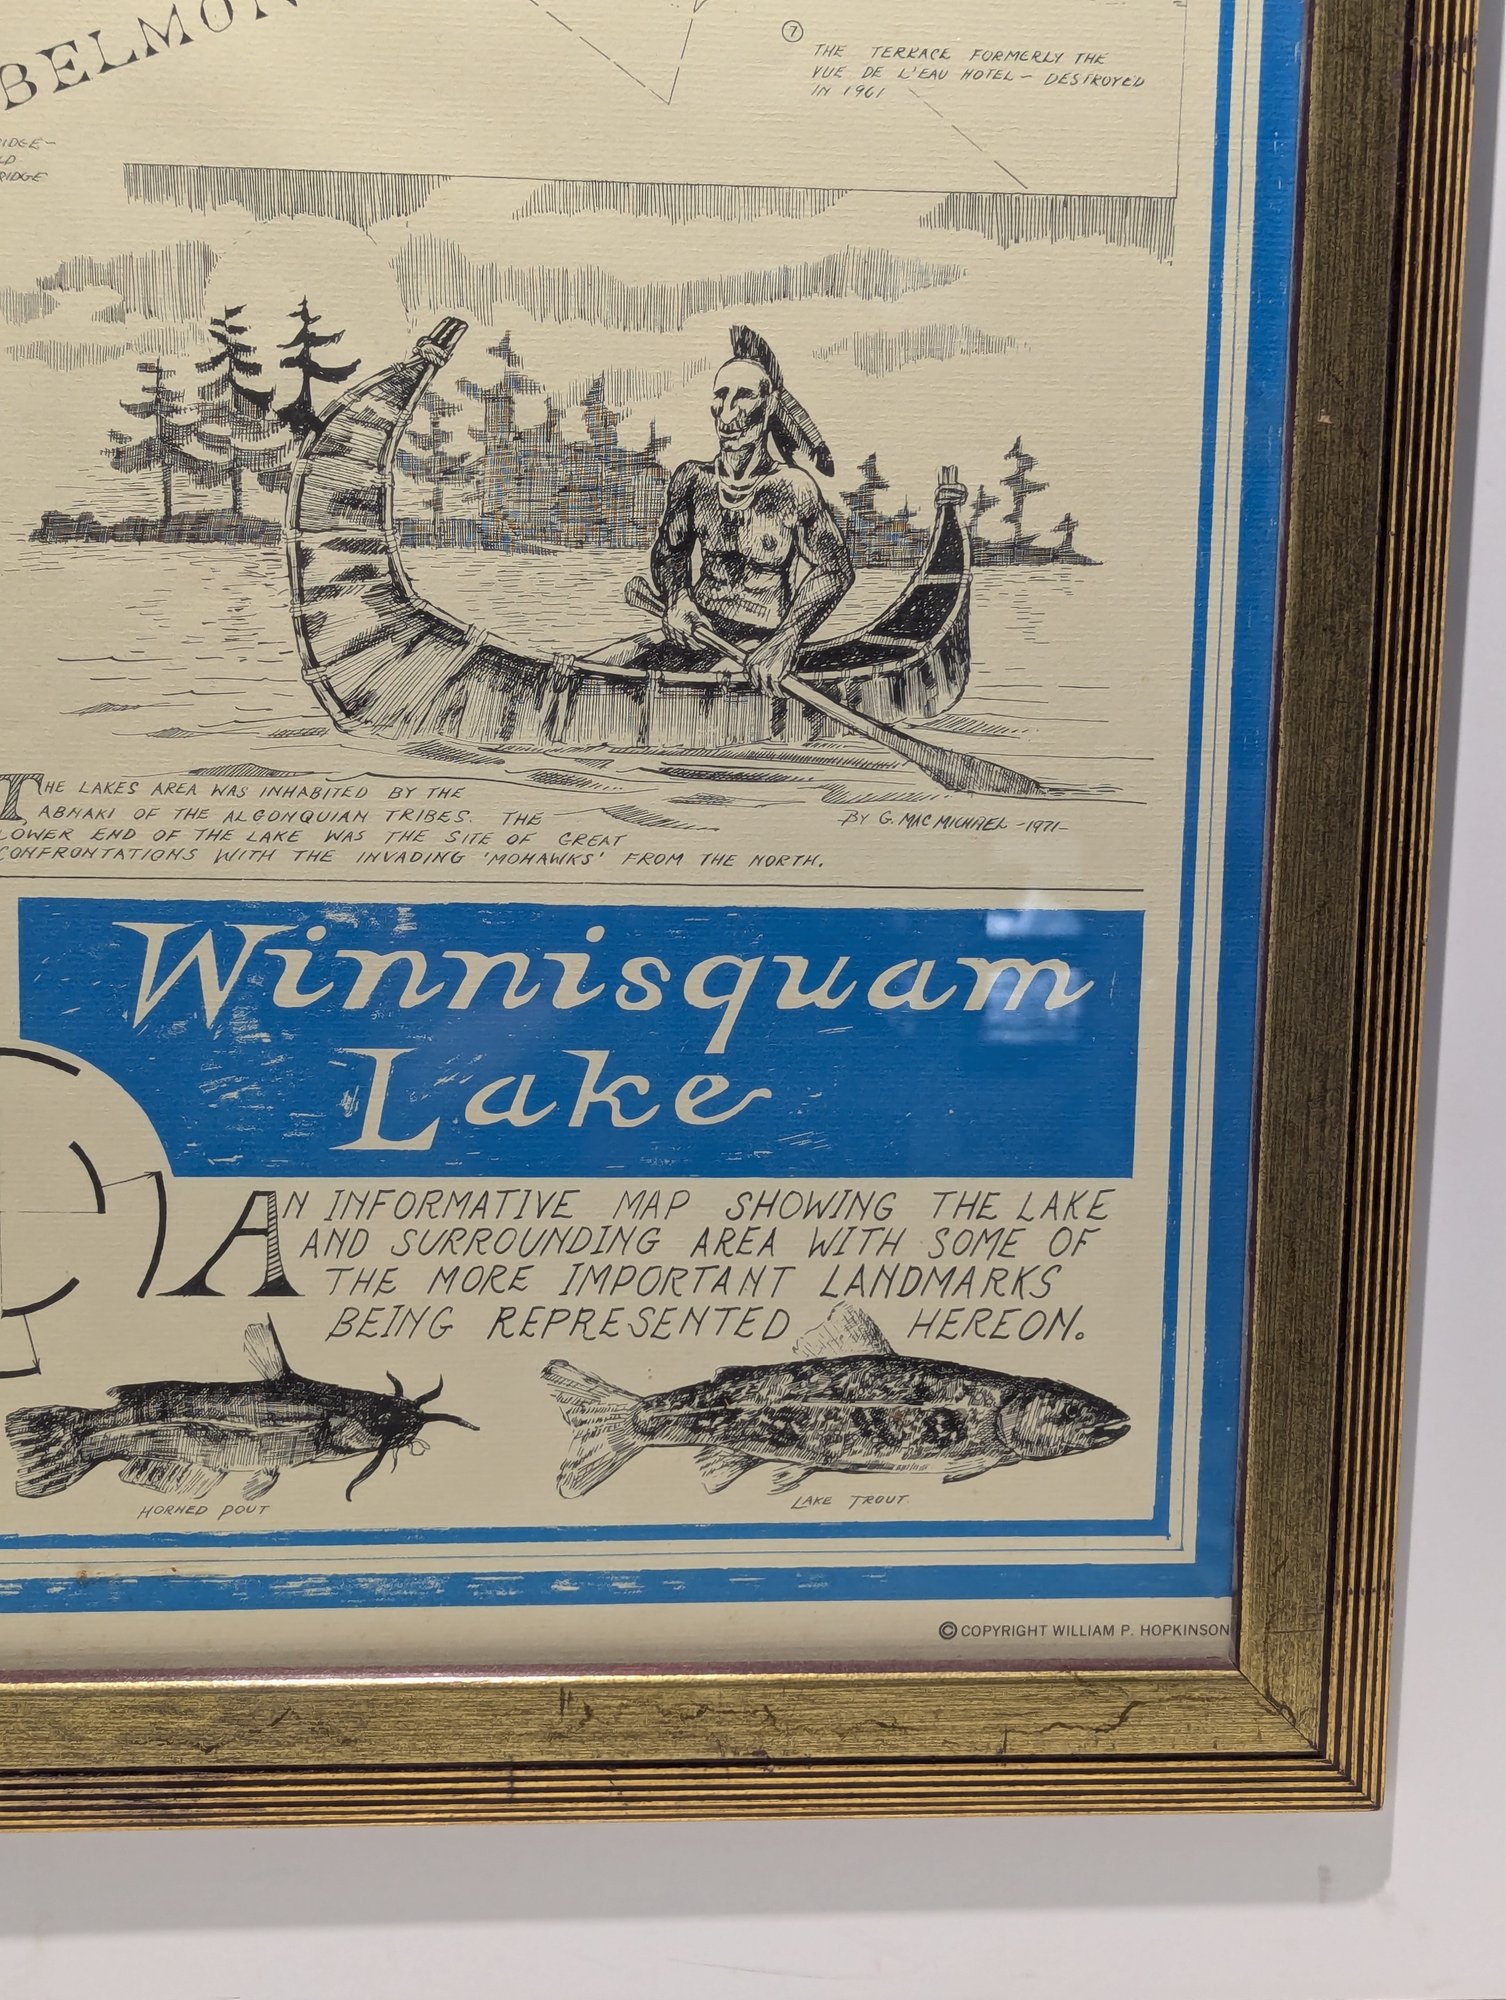 BELMON
⑦
THE TERRACE FORMERLY THE
VUE DE L'EAU HOTEL - DESTROYED
IN 1961
THE LAKES AREA WAS INHABITED BY THE
ABNAKI OF THE ALGONQUIAN TRIBES. THE
LOWER END OF THE LAKE WAS THE SITE OF GREAT
CONFRONTATIONS WITH THE INVADING 'MOHAWKS' FROM THE NORTH.
BY G. MACMICHAEL -1971-
Winnisquam
Lake
AN INFORMATIVE MAP SHOWING THE LAKE
AND SURROUNDING AREA WITH SOME OF
THE MORE IMPORTANT LANDMARKS
BEING REPRESENTED HEREON.
HORNED POUT
LAKE TROUT
© COPYRIGHT WILLIAM P. HOPKINSON